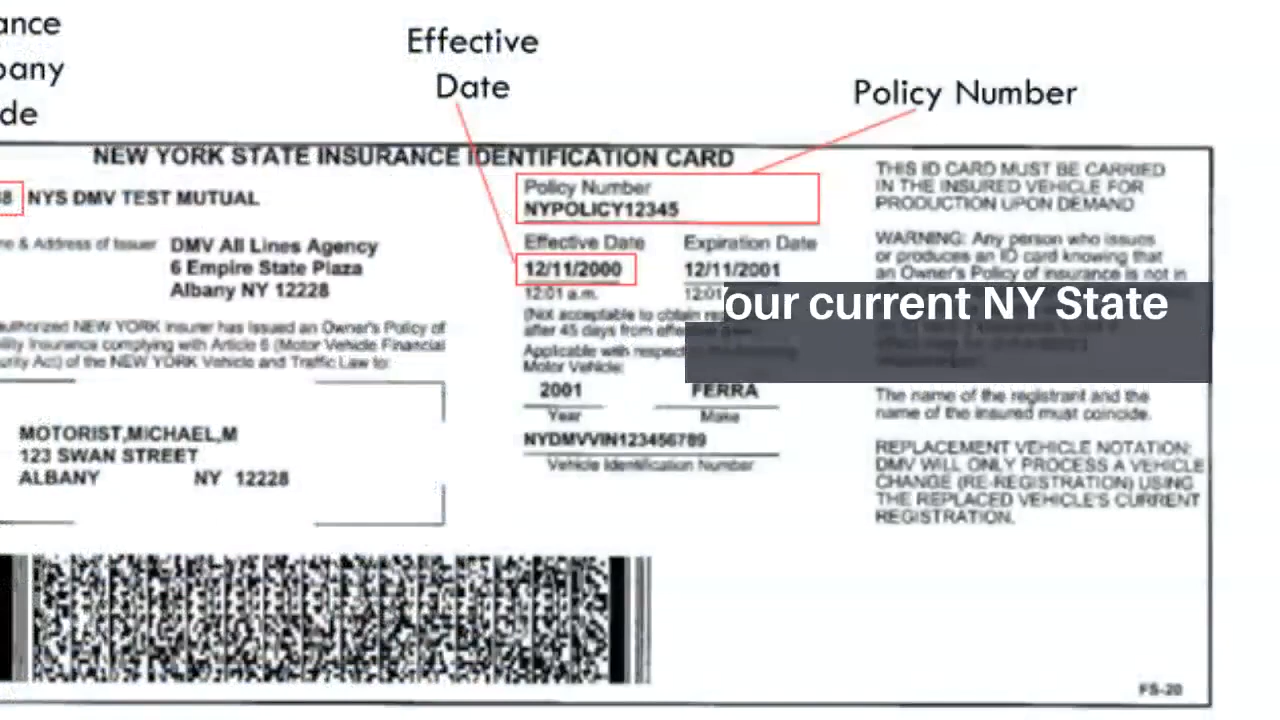 ance
pany
de
Effective
Date
Policy Number
NEW YORK STATE INSURANCE IDENTIFICATION CARD
NYS DMV TEST MUTUAL
& Address of Issuer
DMV All Lines Agency
6 Empire State Plaza
Albany NY 12228
authorized NEW YORK insurer has issued an Owner's Policy of
Insurance complying with Article 6 (Motor Vehicle Financial
Act) of the NEW YORK Vehicle and Traffic Law to:
MOTORIST,MICHAEL,M
123 SWAN STREET
ALBANY NY 12228
Policy Number
NYPOLICY12345
Effective Date Expiration Date
12/11/2000 12/11/2001
12:01 a.m. 12:01
(Not acceptable to obtain
after 45 days from effective
Applicable with respect
Motor Vehicle:
2001 FERRA
Year Make
NYDMVVIN123456789
Vehicle Identification Number
THIS ID CARD MUST BE CARRIED
IN THE INSURED VEHICLE FOR
PRODUCTION UPON DEMAND
WARNING: Any person who issues
or produces an ID card knowing that
an Owner's Policy of insurance is not in
our current NY State
The name of the registrant and the
name of the insured must coincide.
REPLACEMENT VEHICLE NOTATION:
DMV WILL ONLY PROCESS A VEHICLE
CHANGE (RE-REGISTRATION) USING
THE REPLACED VEHICLE'S CURRENT
REGISTRATION.
FS-20